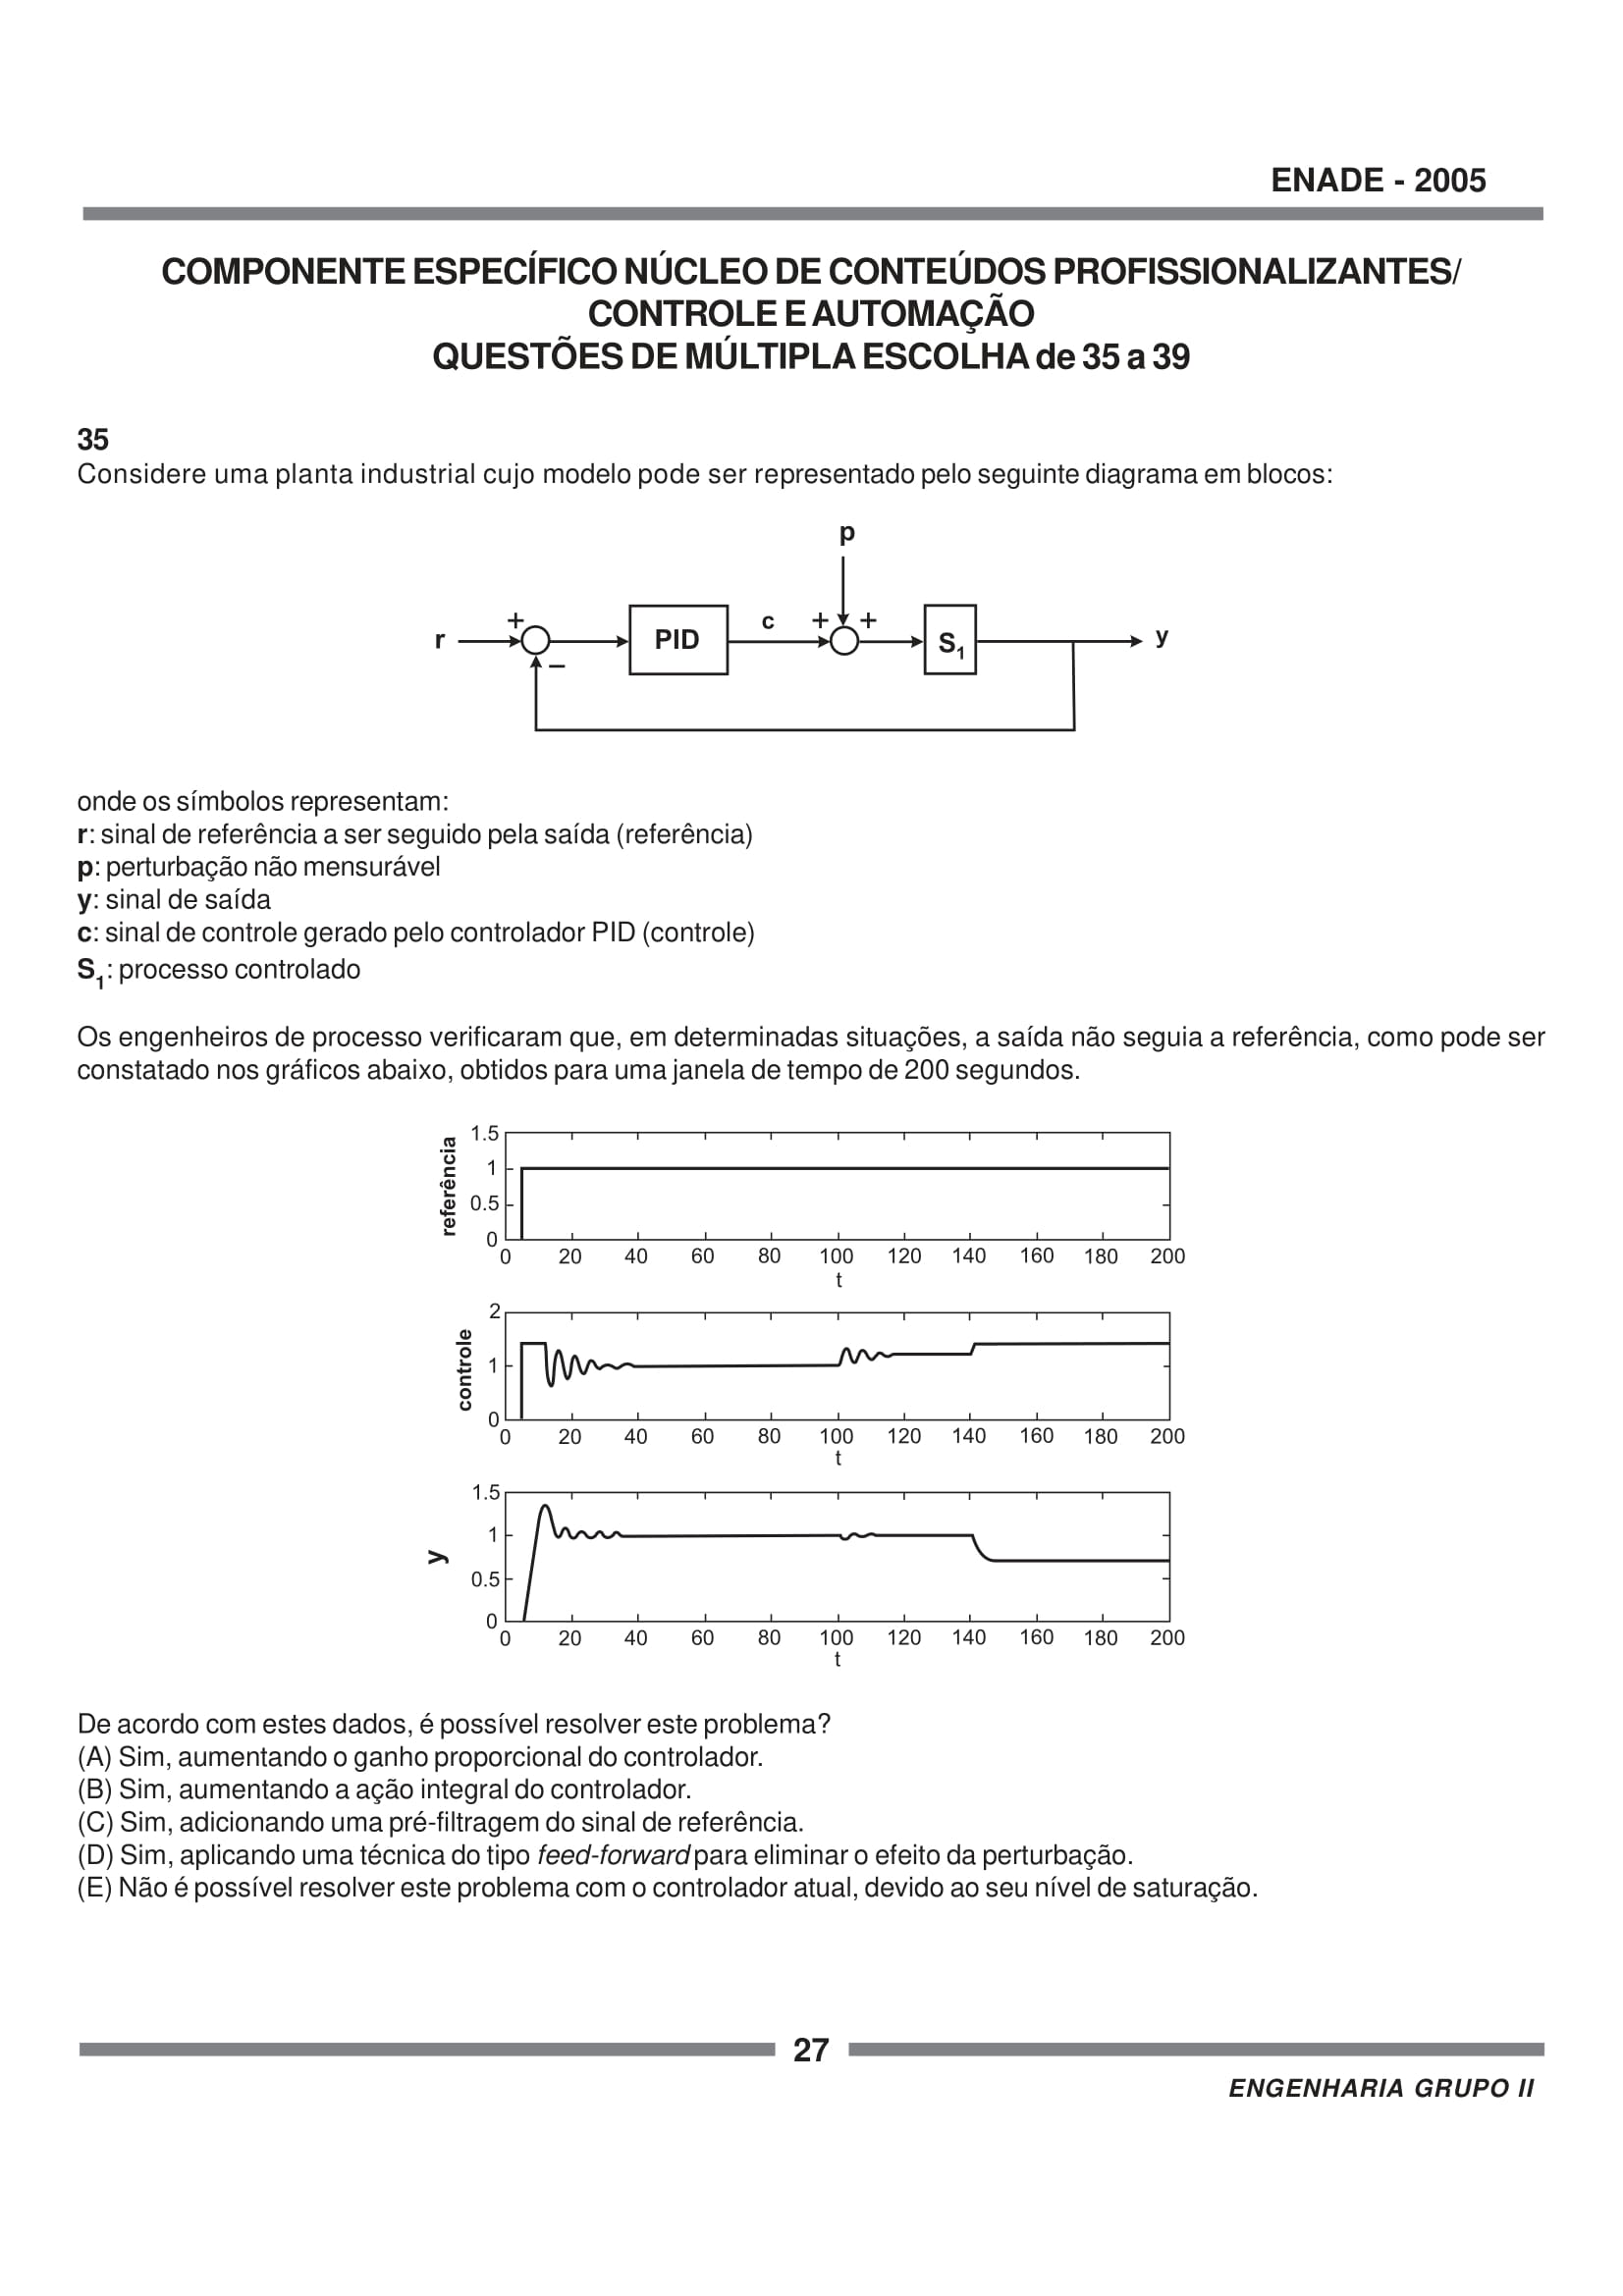 ENADE - 2005
COMPONENTE ESPECÍFICO NÚCLEO DE CONTEÚDOS PROFISSIONALIZANTES/
CONTROLE E AUTOMAÇÃO
QUESTÕES DE MÚLTIPLA ESCOLHA de 35 a 39
35
Considere uma planta industrial cujo modelo pode ser representado pelo seguinte diagrama em blocos:
p
r + − PID c + + S1 y
onde os símbolos representam:
r: sinal de referência a ser seguido pela saída (referência)
p: perturbação não mensurável
y: sinal de saída
c: sinal de controle gerado pelo controlador PID (controle)
S1: processo controlado
Os engenheiros de processo verificaram que, em determinadas situações, a saída não seguia a referência, como pode ser
constatado nos gráficos abaixo, obtidos para uma janela de tempo de 200 segundos.
referência
1.5
1
0.5
0
0 20 40 60 80 100 120 140 160 180 200
t
controle
2
1
0
0 20 40 60 80 100 120 140 160 180 200
t
y
1.5
1
0.5
0
0 20 40 60 80 100 120 140 160 180 200
t
De acordo com estes dados, é possível resolver este problema?
(A) Sim, aumentando o ganho proporcional do controlador.
(B) Sim, aumentando a ação integral do controlador.
(C) Sim, adicionando uma pré-filtragem do sinal de referência.
(D) Sim, aplicando uma técnica do tipo feed-forward para eliminar o efeito da perturbação.
(E) Não é possível resolver este problema com o controlador atual, devido ao seu nível de saturação.
27
ENGENHARIA GRUPO II